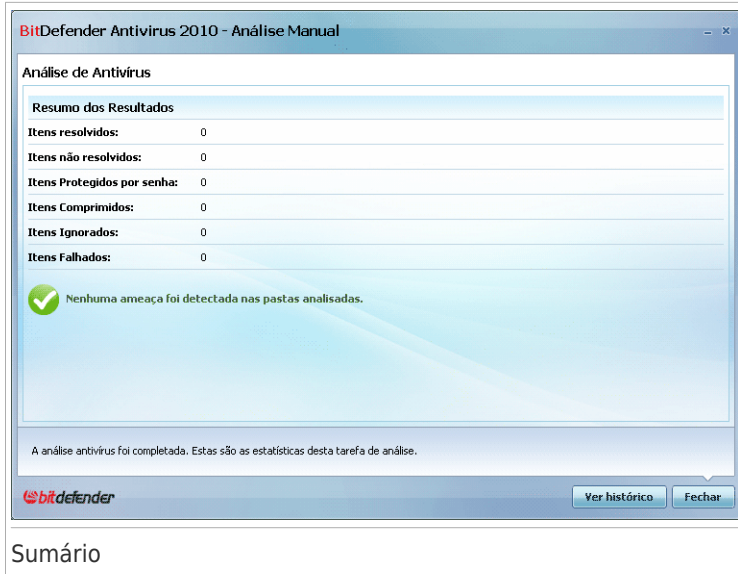 BitDefender Antivirus 2010 - Análise Manual
Análise de Antivírus
Resumo dos Resultados
Itens resolvidos: 0
Itens não resolvidos: 0
Itens Protegidos por senha: 0
Itens Comprimidos: 0
Itens Ignorados: 0
Itens Falhados: 0
Nenhuma ameaça foi detectada nas pastas analisadas.
A análise antivírus foi completada. Estas são as estatísticas desta tarefa de análise.
bitdefender
Ver histórico Fechar
Sumário